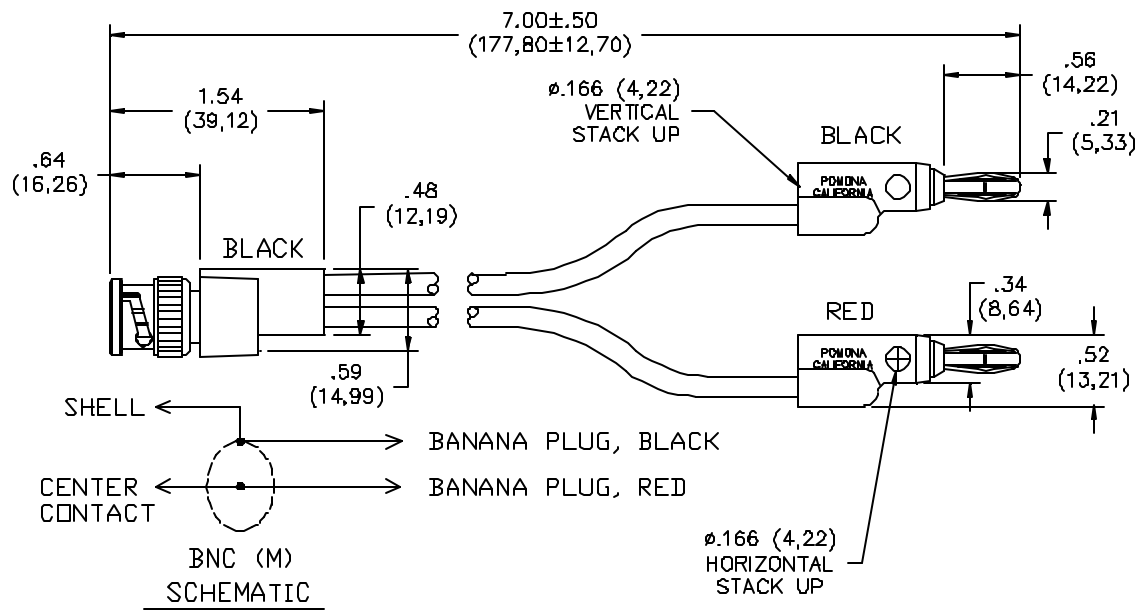 7.00±.50
(177,80±12,70)
.56
(14,22)
ø.166 (4,22)
VERTICAL
STACK UP
1.54
(39,12)
BLACK
.21
(5,33)
.64
(16,26)
POMONA
CALIFORNIA
.48
(12,19)
BLACK
.34
(8,64)
RED
POMONA
CALIFORNIA
.52
(13,21)
.59
(14,99)
SHELL
BANANA PLUG, BLACK
CENTER
CONTACT
BANANA PLUG, RED
ø.166 (4,22)
HORIZONTAL
STACK UP
BNC (M)
SCHEMATIC